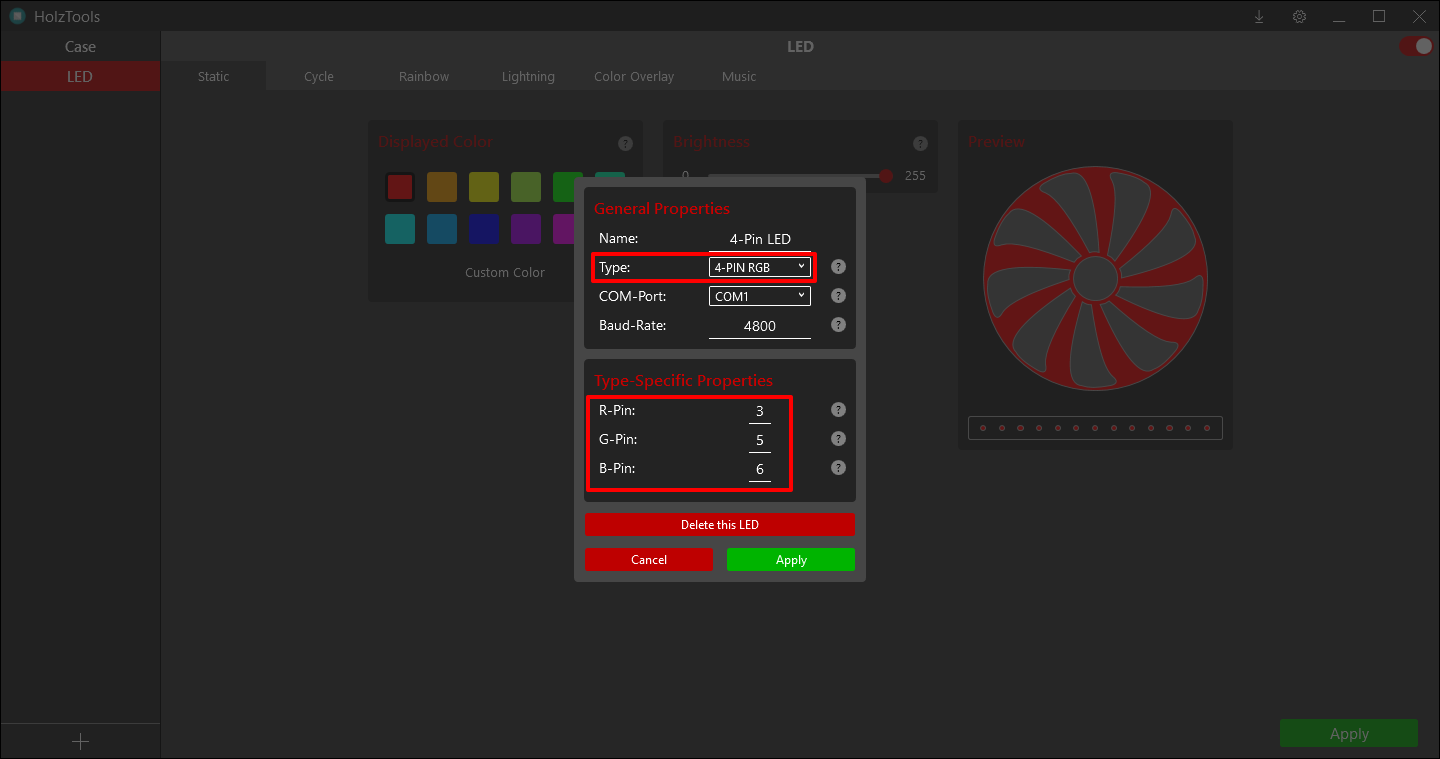 HolzTools
Case
LED
LED
Static Cycle Rainbow Lightning Color Overlay Music
Displayed Color ?
Custom Color
Brightness ?
0 255
Preview
General Properties
Name: 4-Pin LED
Type: 4-PIN RGB ?
COM-Port: COM1 ?
Baud-Rate: 4800 ?
Type-Specific Properties
R-Pin: 3 ?
G-Pin: 5 ?
B-Pin: 6 ?
Delete this LED
Cancel Apply
Apply